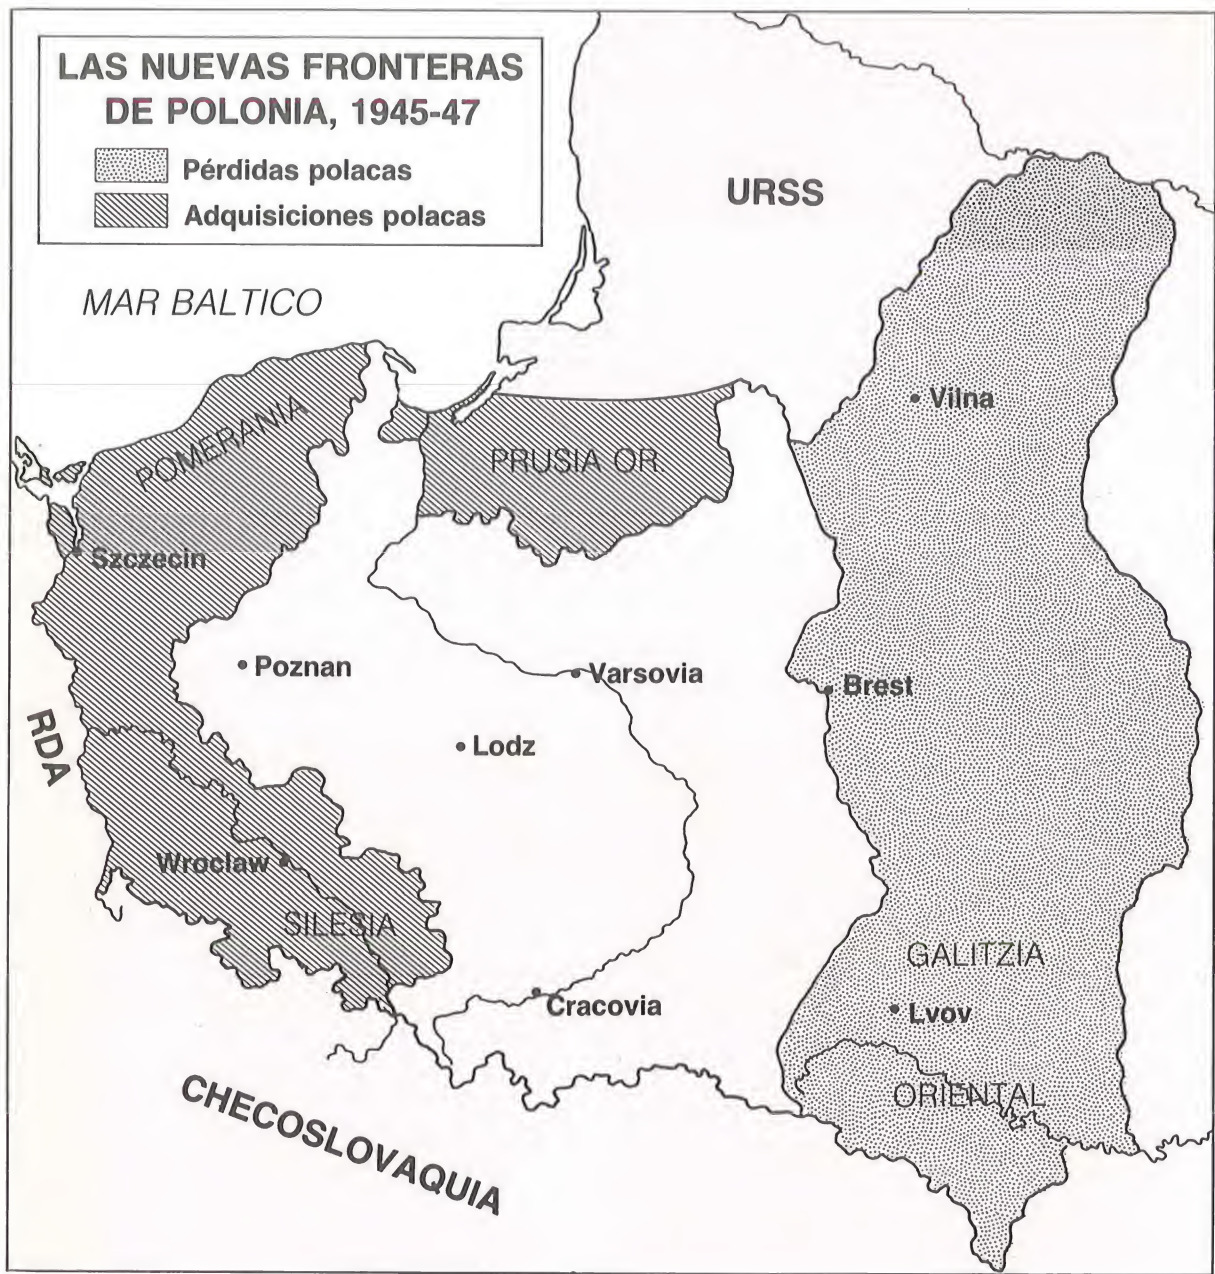 LAS NUEVAS FRONTERAS
DE POLONIA, 1945-47
Pérdidas polacas
Adquisiciones polacas
URSS
MAR BALTICO
Vilna
POMERANIA
PRUSIA OR.
Szczecin
Poznan
Varsovia
Brest
RDA
Lodz
Wroclaw
SILESIA
GALITZIA
Cracovia
Lvov
ORIENTAL
CHECOSLOVAQUIA